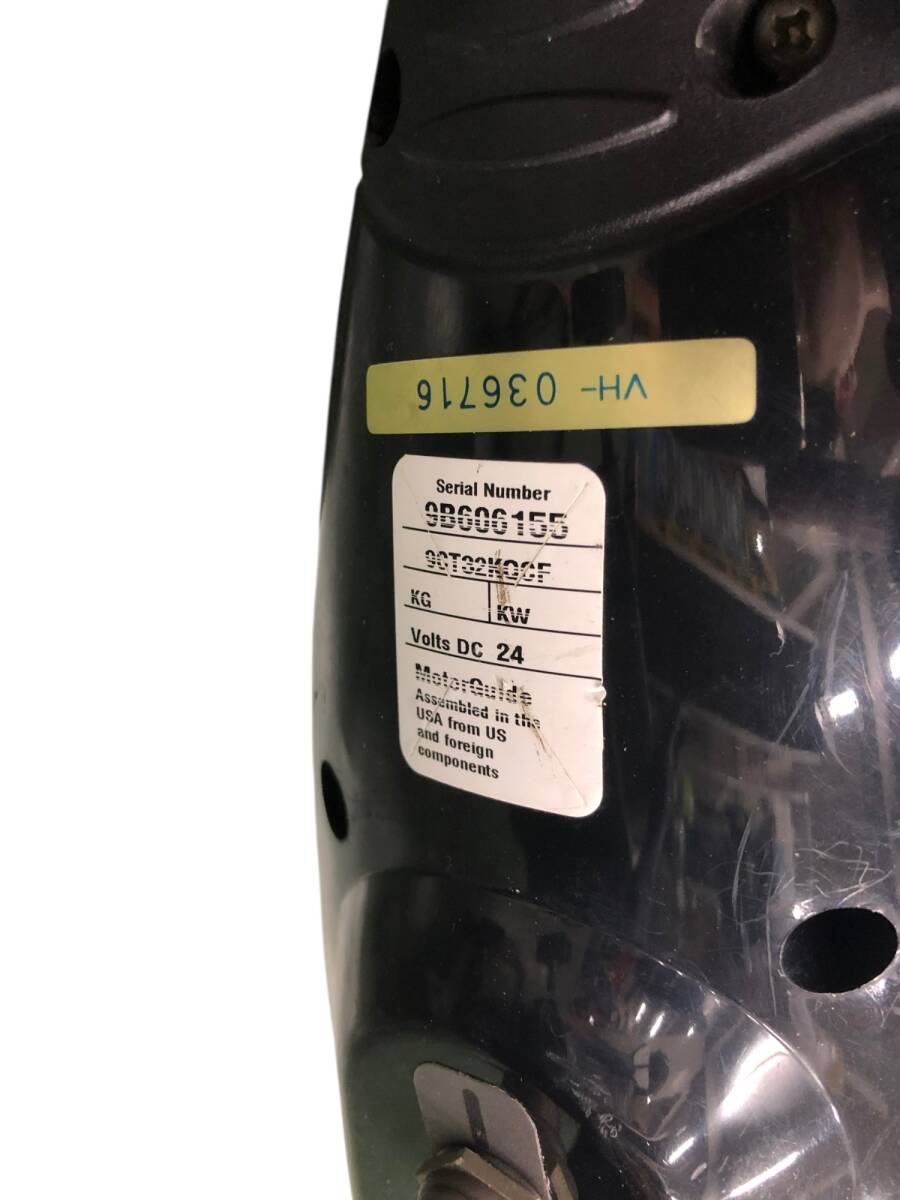 VH- 036716
Serial Number
9B606155
KG KW
Volts DC 24
MotorGuide
Assembled in the
USA from US
and foreign
components